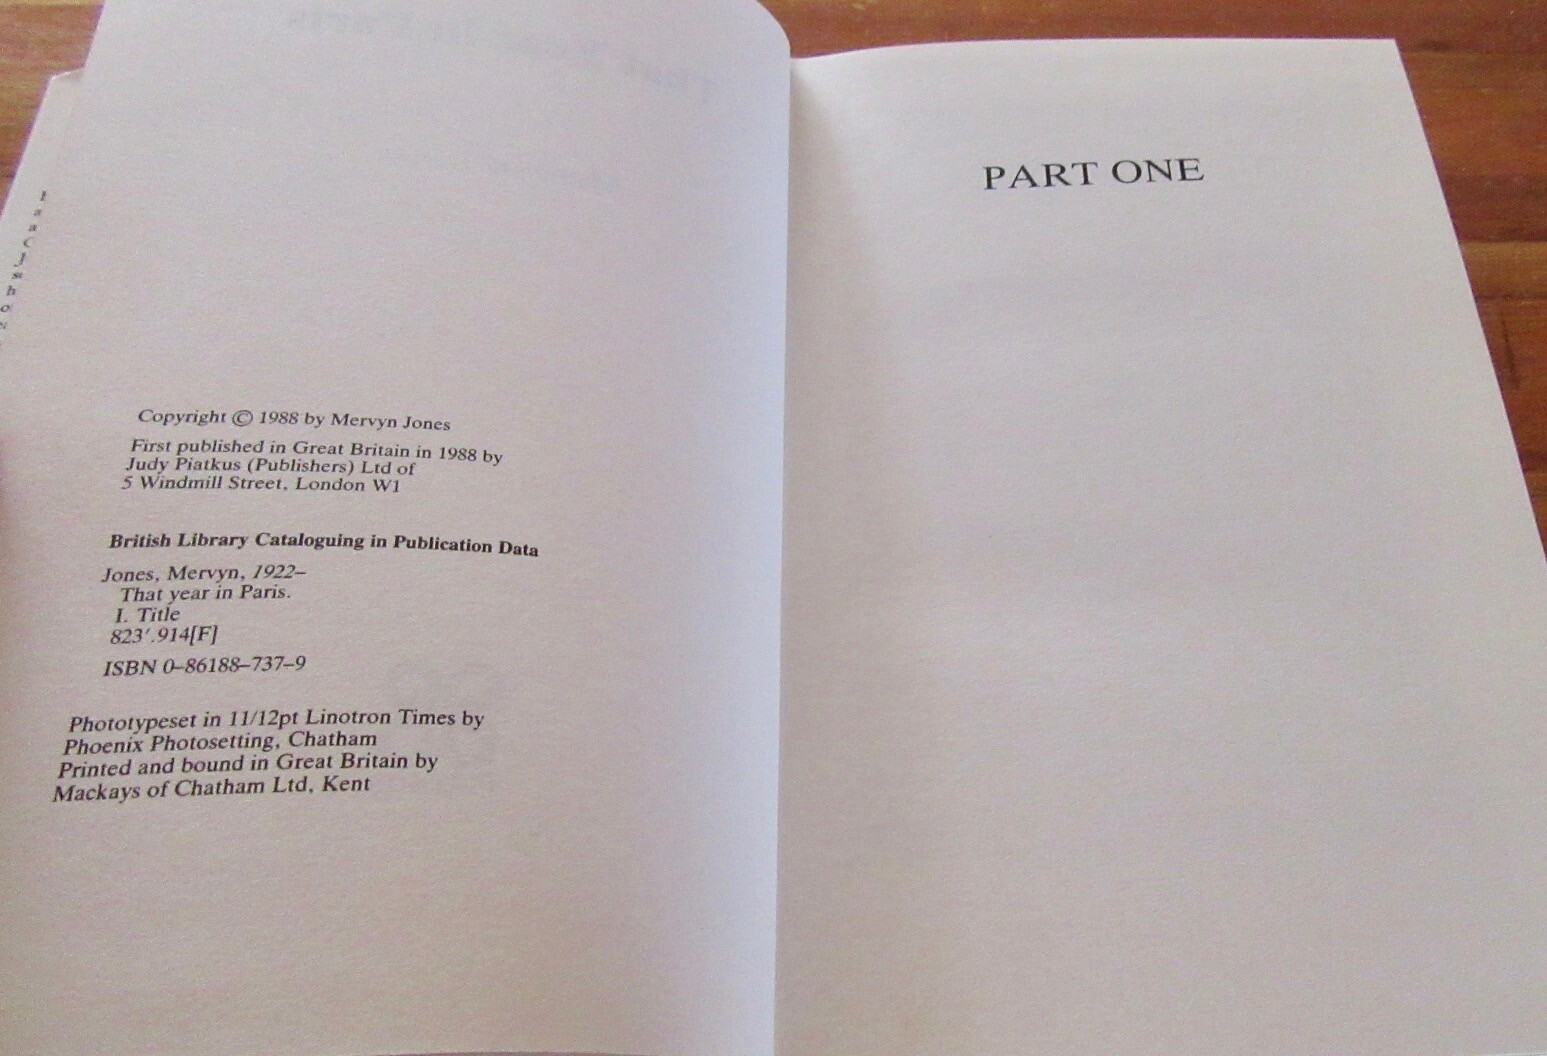 Copyright © 1988 by Mervyn Jones
First published in Great Britain in 1988 by
Judy Piatkus (Publishers) Ltd of
5 Windmill Street, London W1
British Library Cataloguing in Publication Data
Jones, Mervyn, 1922–
That year in Paris.
I. Title
823'.914[F]
ISBN 0–86188–737–9
Phototypeset in 11/12pt Linotron Times by
Phoenix Photosetting, Chatham
Printed and bound in Great Britain by
Mackays of Chatham Ltd, Kent
PART ONE